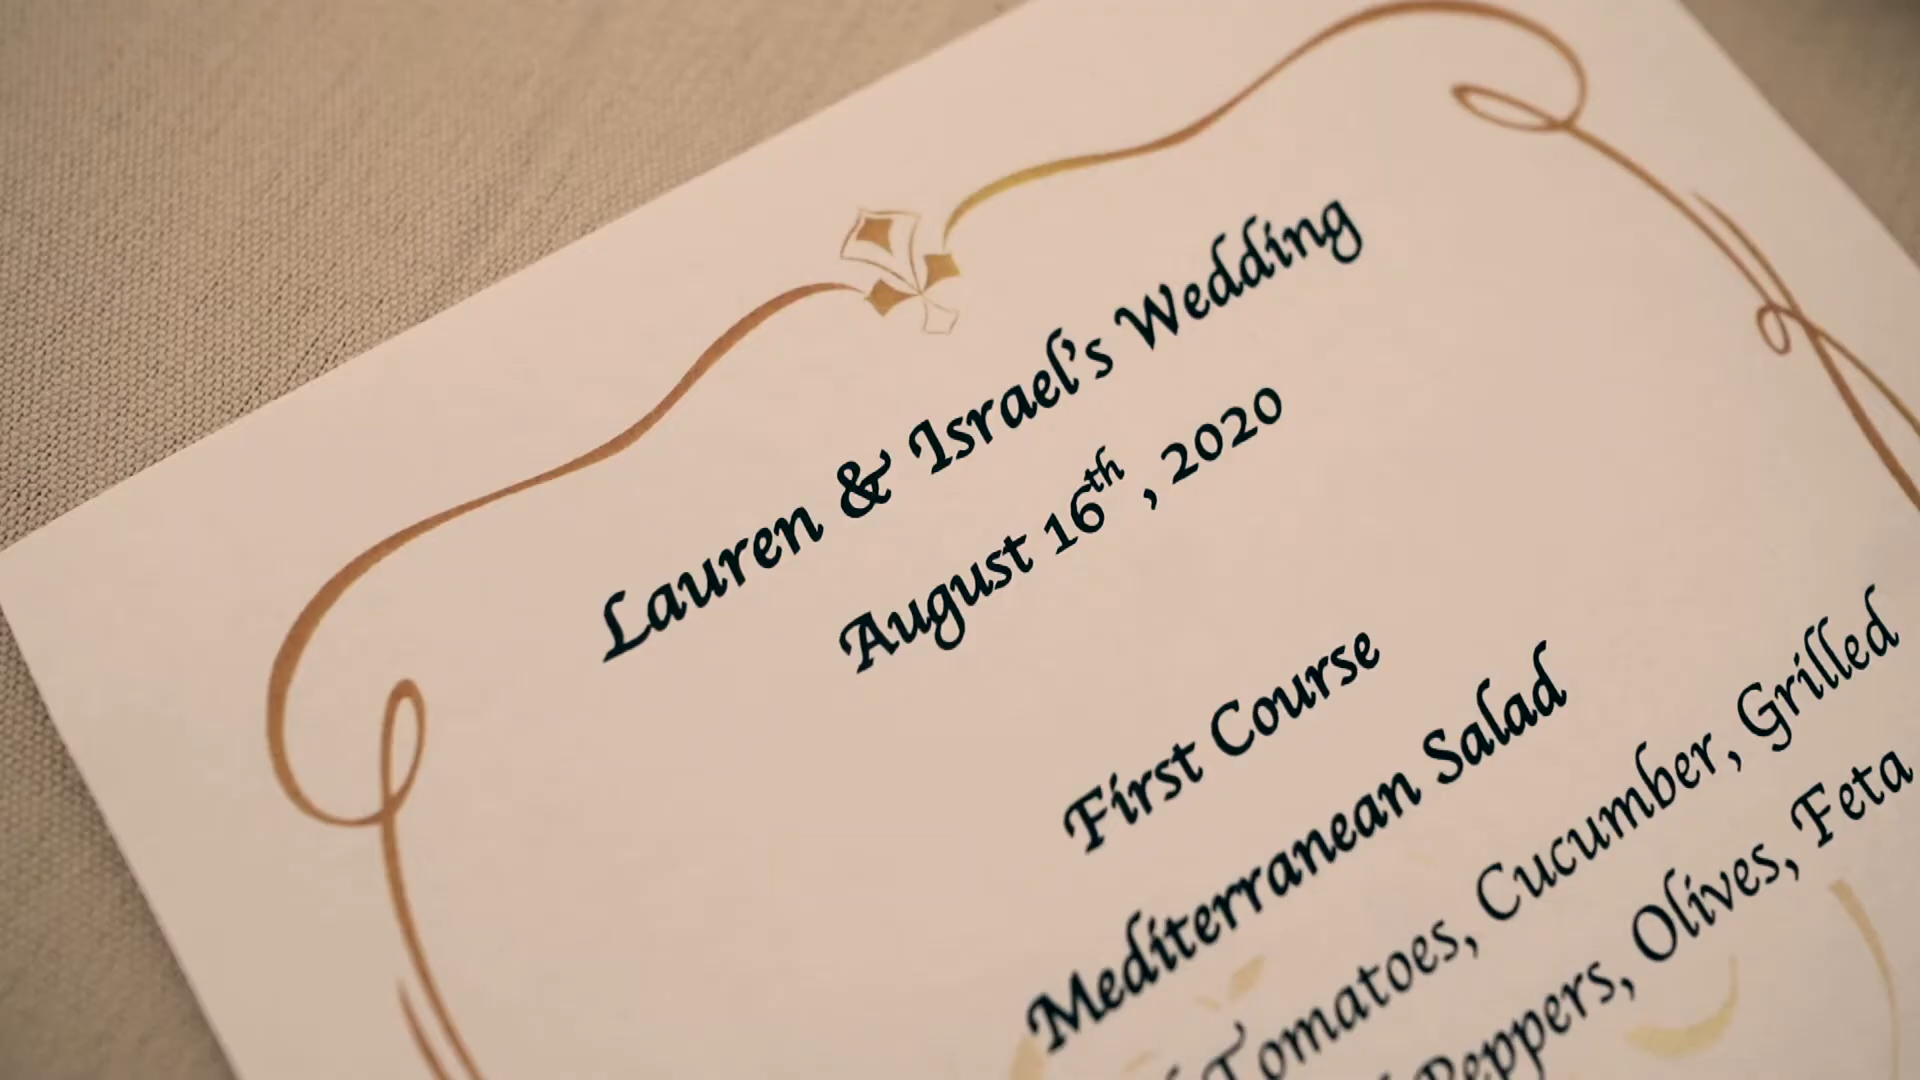 Lauren & Israel's Wedding
August 16th, 2020
First Course
Mediterranean Salad
Tomatoes, Cucumber, Grilled
Peppers, Olives, Feta